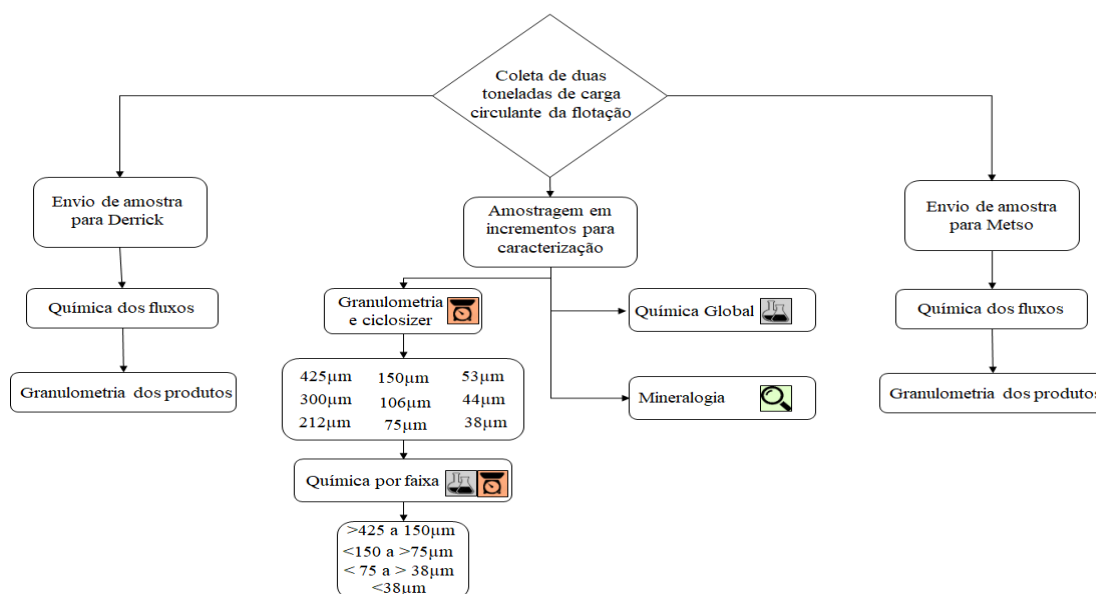 Coleta de duas
toneladas de carga
circulante da flotação
Envio de amostra
para Derrick
Química dos fluxos
Granulometria dos produtos
Amostragem em
incrementos para
caracterização
Granulometria
e ciclosizer
425µm 150µm 53µm
300µm 106µm 44µm
212µm 75µm 38µm
Química por faixa
>425 a 150µm
<150 a >75µm
< 75 a > 38µm
<38µm
Química Global
Mineralogia
Envio de amostra
para Metso
Química dos fluxos
Granulometria dos produtos